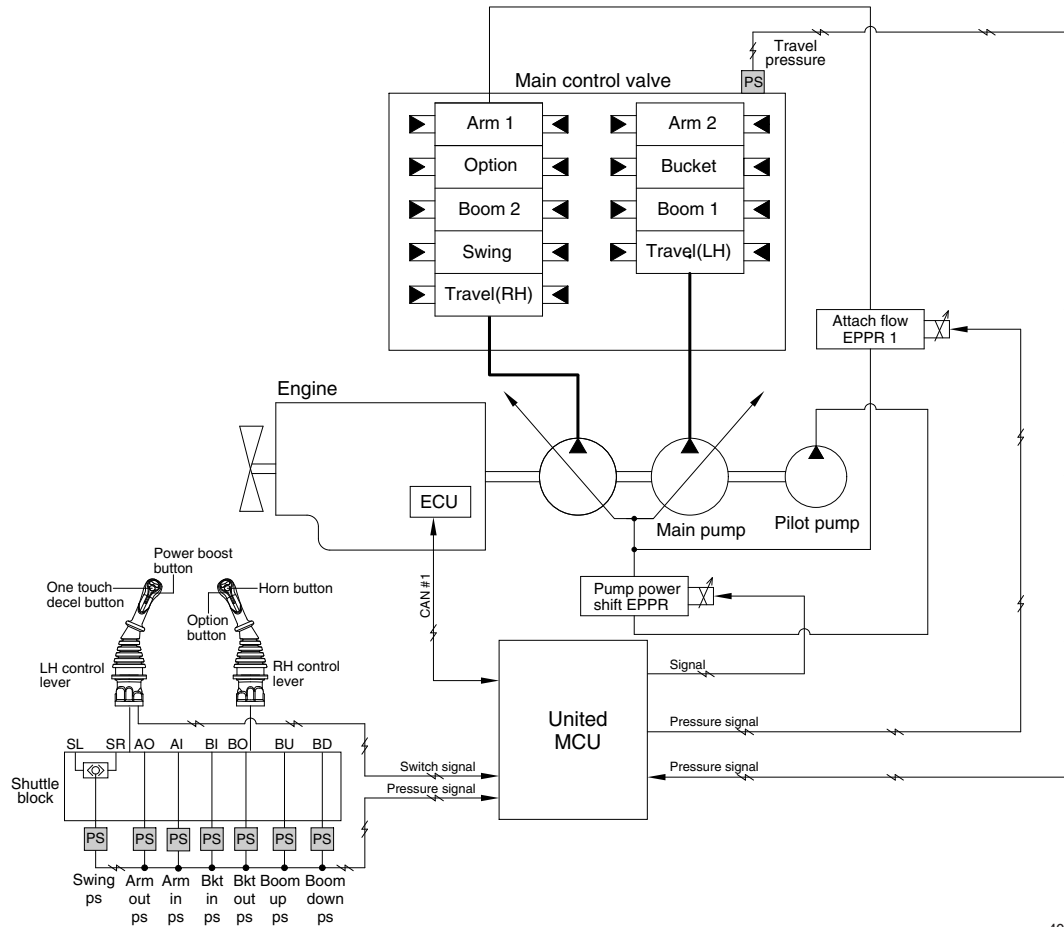 Travel
pressure
PS
Main control valve
Arm 1
Option
Boom 2
Swing
Travel(RH)
Arm 2
Bucket
Boom 1
Travel(LH)
Attach flow
EPPR 1
Engine
ECU
Main pump
Pilot pump
Pump power
shift EPPR
CAN #1
Power boost
button
One touch
decel button
Horn button
Option
button
LH control
lever
RH control
lever
United
MCU
Signal
Pressure signal
Pressure signal
Switch signal
Pressure signal
SL SR AO AI BI BO BU BD
Shuttle
block
PS PS PS PS PS PS PS
Swing
ps
Arm
out
ps
Arm
in
ps
Bkt
in
ps
Bkt
out
ps
Boom
up
ps
Boom
down
ps